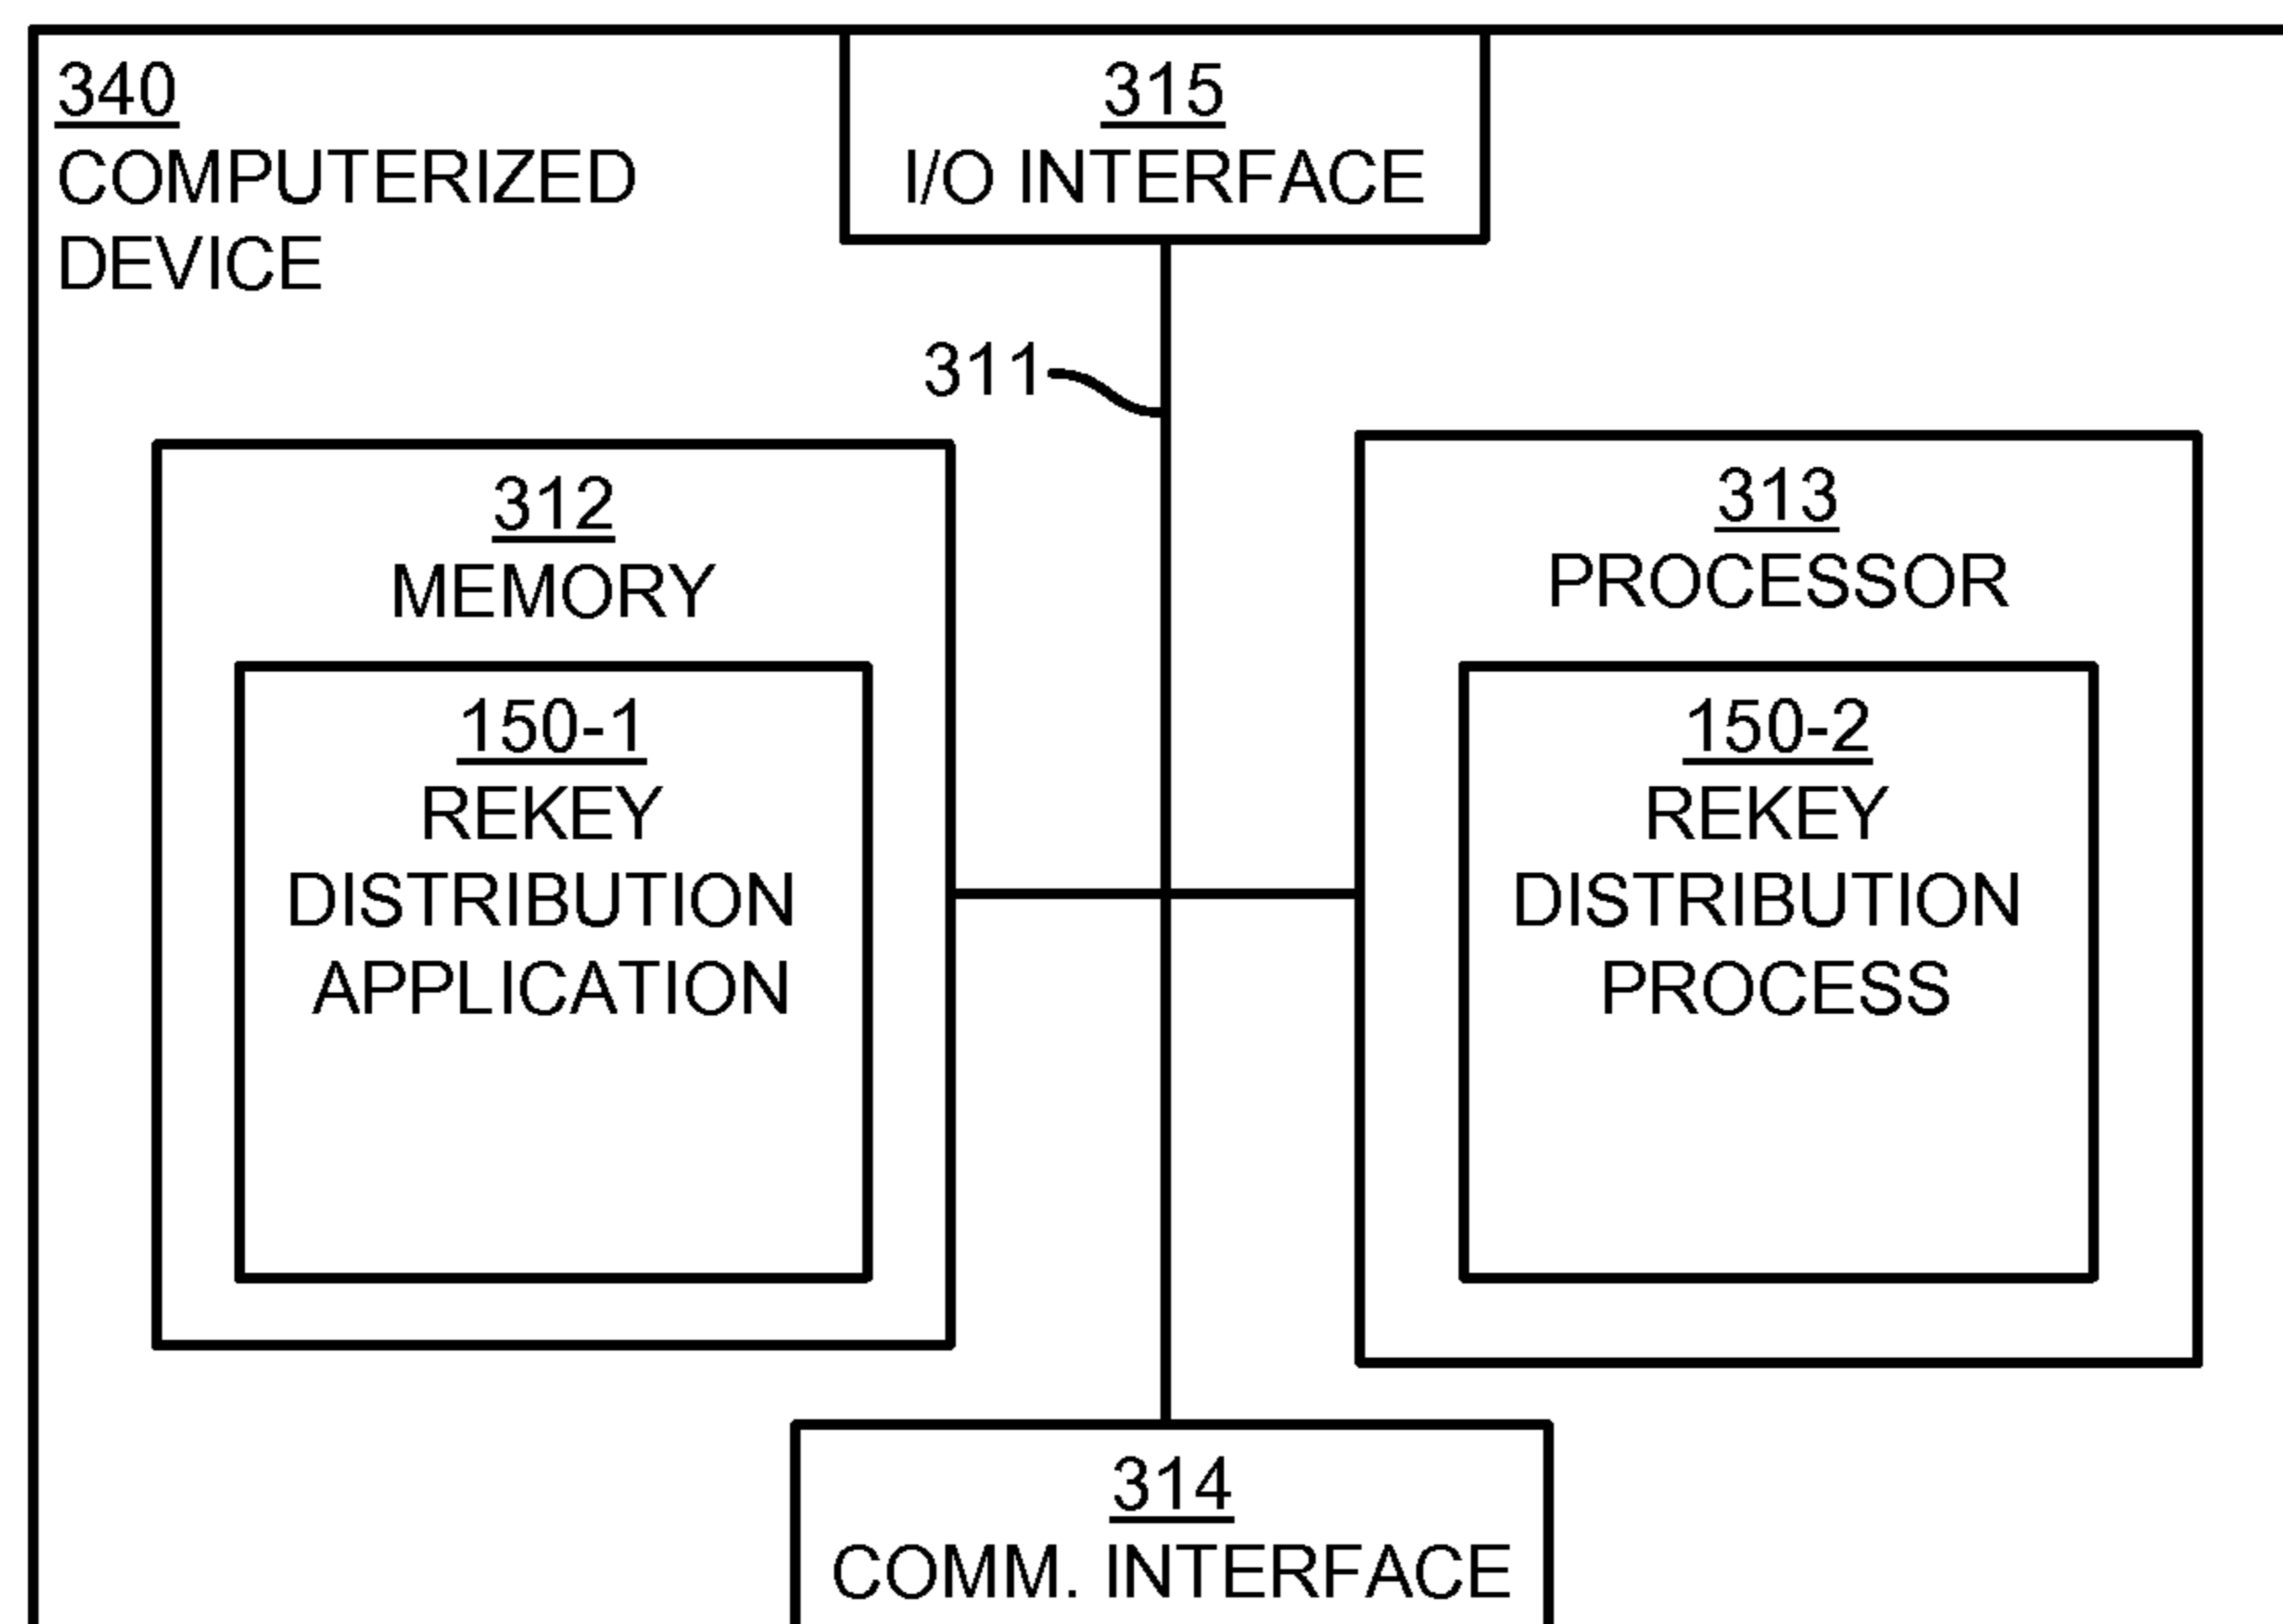 340
COMPUTERIZED
DEVICE
315
I/O INTERFACE
311
312
MEMORY
150-1
REKEY
DISTRIBUTION
APPLICATION
313
PROCESSOR
150-2
REKEY
DISTRIBUTION
PROCESS
314
COMM. INTERFACE